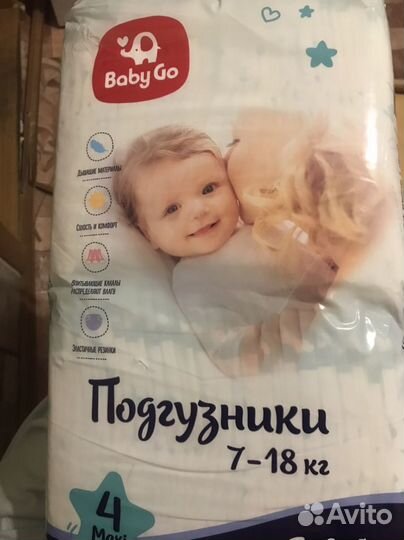 Baby Go
Дышащие материалы
Сухость и комфорт
Впитывающие каналы
распределяют влагу
Эластичные резинки
Подгузники
7-18 кг
4
Maxi
Avito